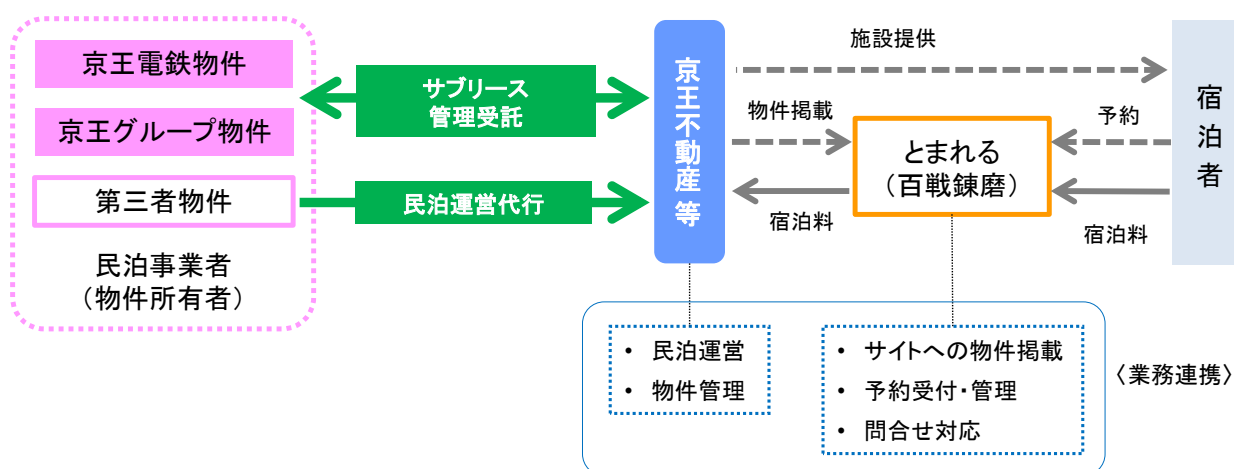 京王電鉄物件
京王グループ物件
第三者物件
民泊事業者
（物件所有者）
サブリース
管理受託
民泊運営代行
京王不動産 等
施設提供
物件掲載
宿泊料
とまれる
（百戦錬磨）
予約
宿泊料
宿泊者
• 民泊運営
• 物件管理
• サイトへの物件掲載
• 予約受付・管理
• 問合せ対応
〈業務連携〉